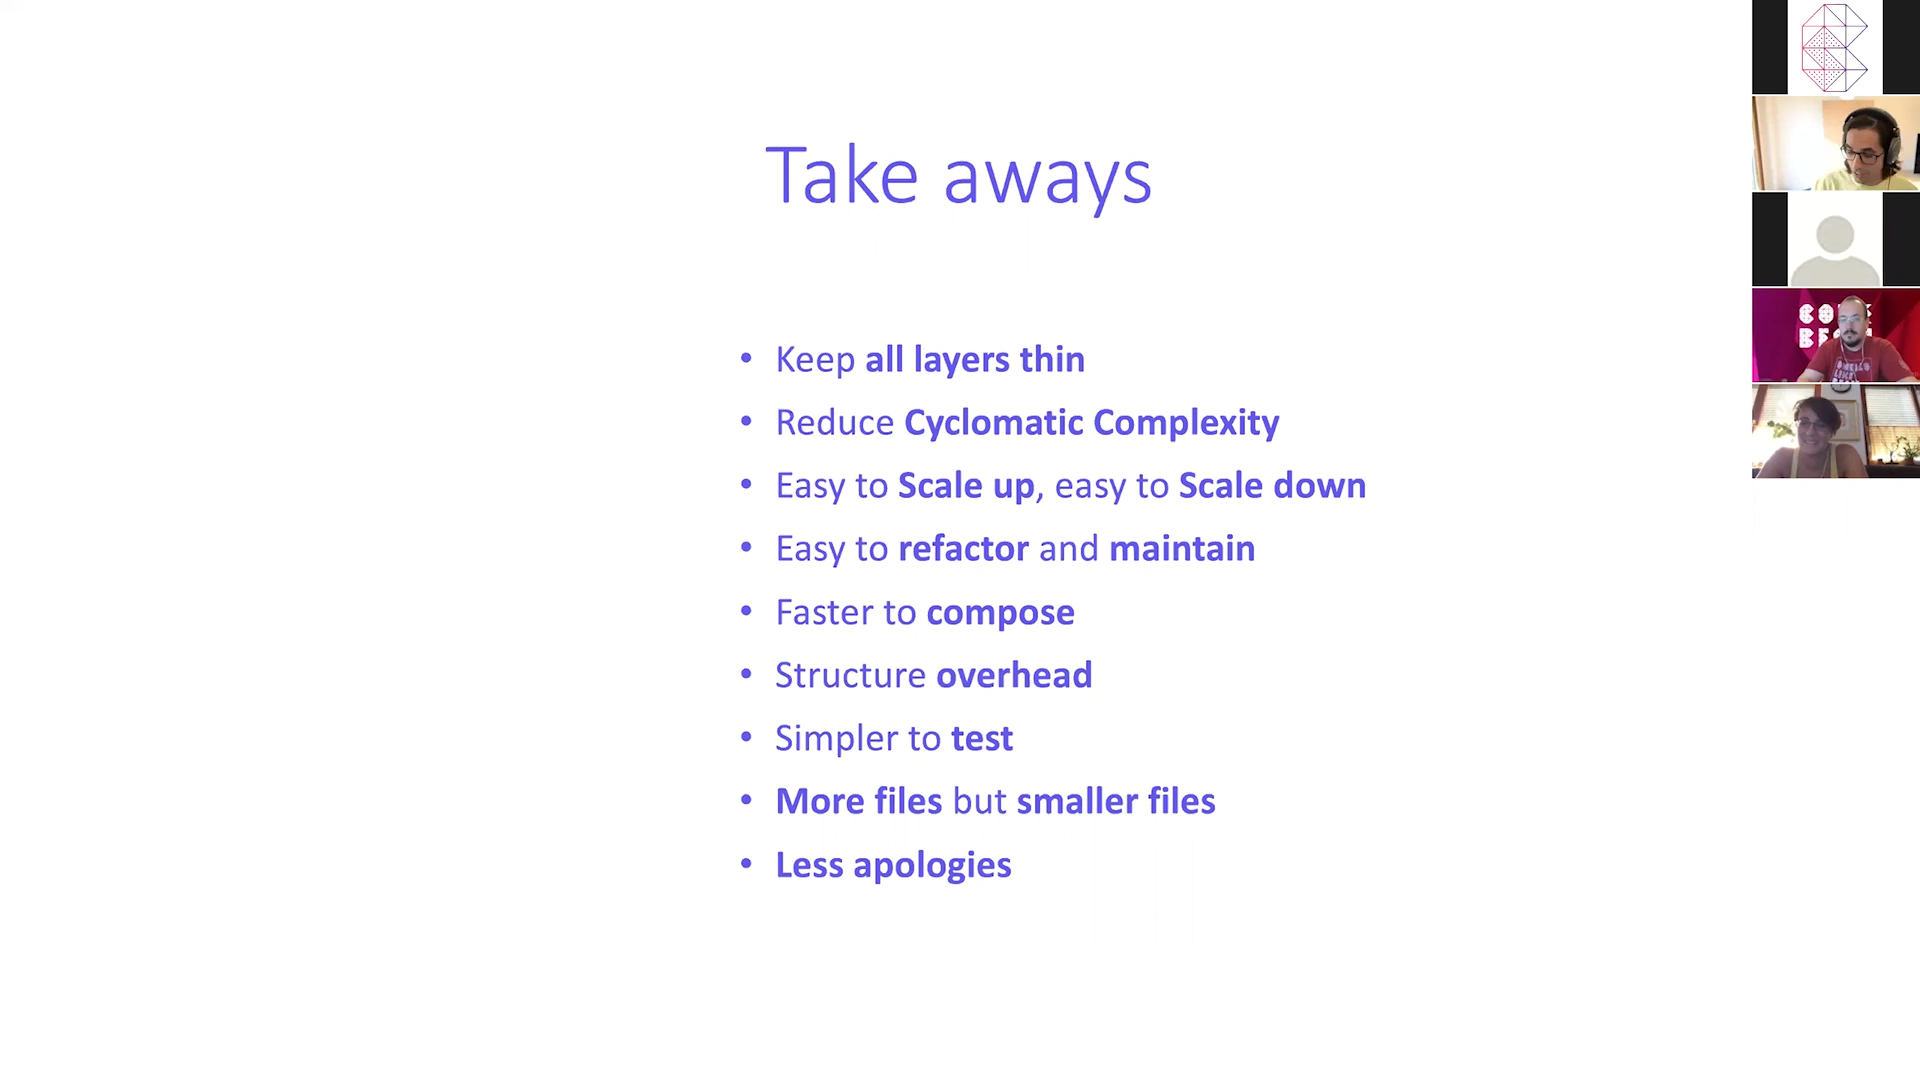 Take aways
• Keep all layers thin
• Reduce Cyclomatic Complexity
• Easy to Scale up, easy to Scale down
• Easy to refactor and maintain
• Faster to compose
• Structure overhead
• Simpler to test
• More files but smaller files
• Less apologies